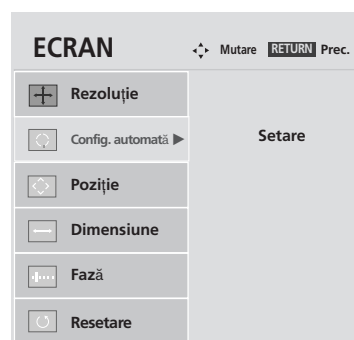 ECRAN Mutare RETURN Prec.
Rezoluție
Config. automată ▶ Setare
Poziție
Dimensiune
Fază
Resetare